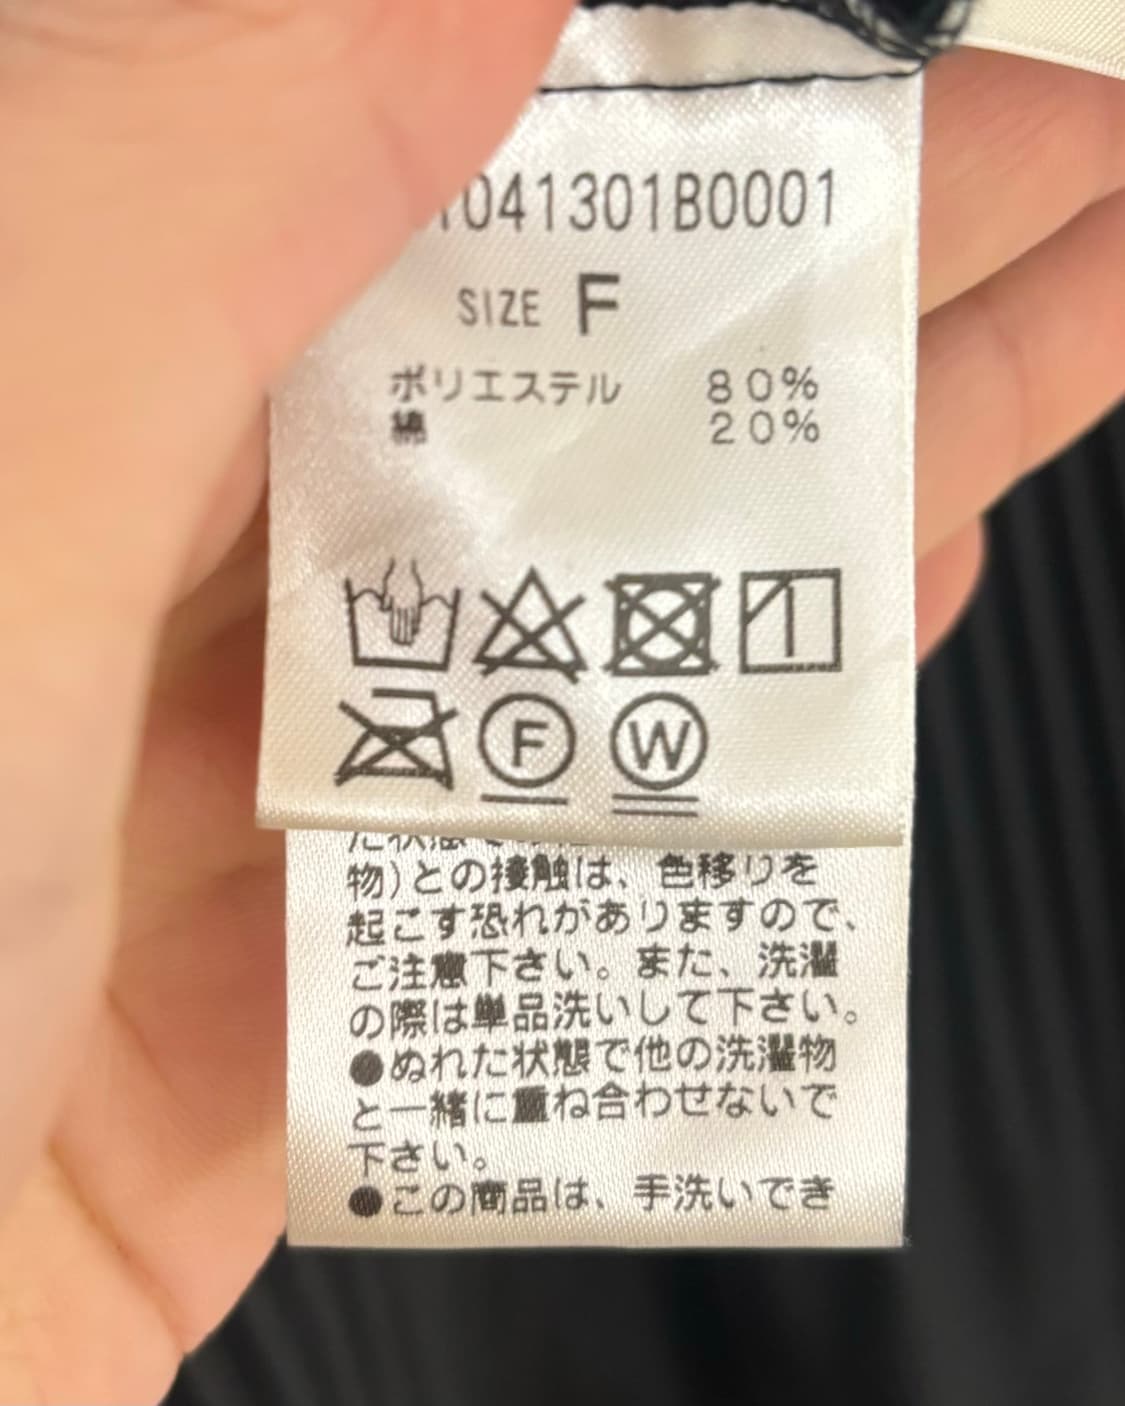 041301B0001
SIZE F
ポリエステル 80%
綿 20%
F W
物)との接触は、色移りを
起こす恐れがありますので、
ご注意下さい。また、洗濯
の際は単品洗いして下さい。
●ぬれた状態で他の洗濯物
と一緒に重ね合わせないで
下さい。
●この商品は、手洗いでき